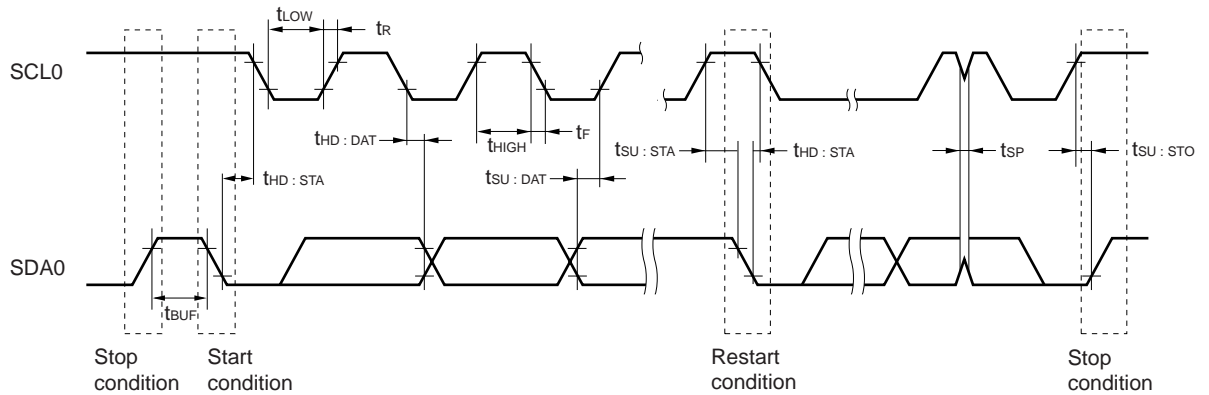 tLOW
tR
SCL0
tHD : DAT
tHIGH
tF
tSU : STA
tHD : STA
tSP
tSU : STO
tHD : STA
tSU : DAT
SDA0
tBUF
Stop
condition
Start
condition
Restart
condition
Stop
condition